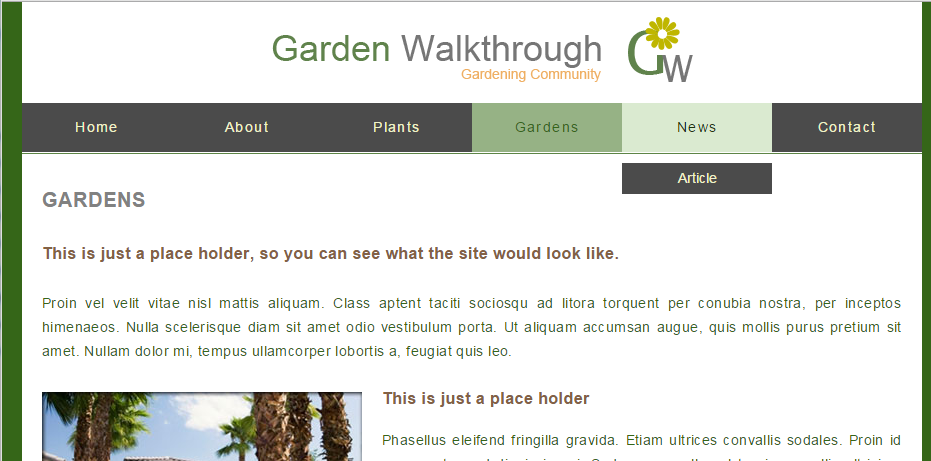 Garden Walkthrough
Gardening Community
GW
Home About Plants Gardens News Contact
Article
GARDENS
This is just a place holder, so you can see what the site would look like.
Proin vel velit vitae nisl mattis aliquam. Class aptent taciti sociosqu ad litora torquent per conubia nostra, per inceptos
himenaeos. Nulla scelerisque diam sit amet odio vestibulum porta. Ut aliquam accumsan augue, quis mollis purus pretium sit
amet. Nullam dolor mi, tempus ullamcorper lobortis a, feugiat quis leo.
This is just a place holder
Phasellus eleifend fringilla gravida. Etiam ultrices convallis sodales. Proin id